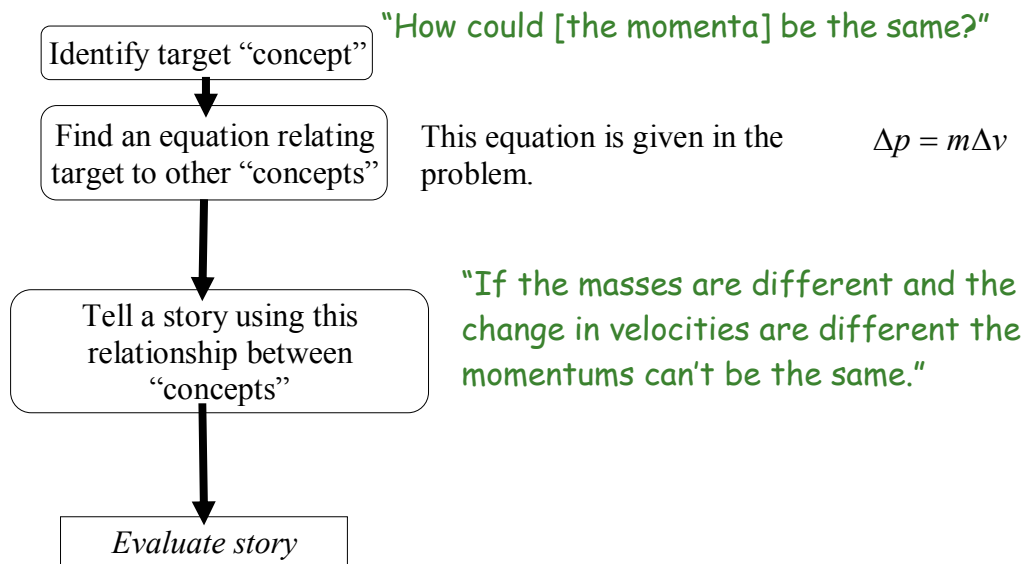 "How could [the momenta] be the same?"
Identify target "concept"
Find an equation relating
target to other "concepts"
This equation is given in the
problem.
Δp = mΔv
Tell a story using this
relationship between
"concepts"
"If the masses are different and the
change in velocities are different the
momentums can't be the same."
Evaluate story